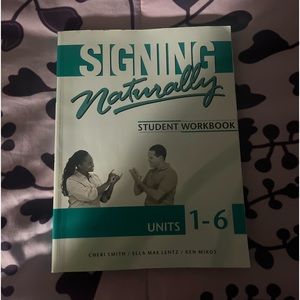 SIGNING
Naturally
STUDENT WORKBOOK
UNITS 1-6
CHERI SMITH / ELLA MAE LENTZ / KEN MIKOS